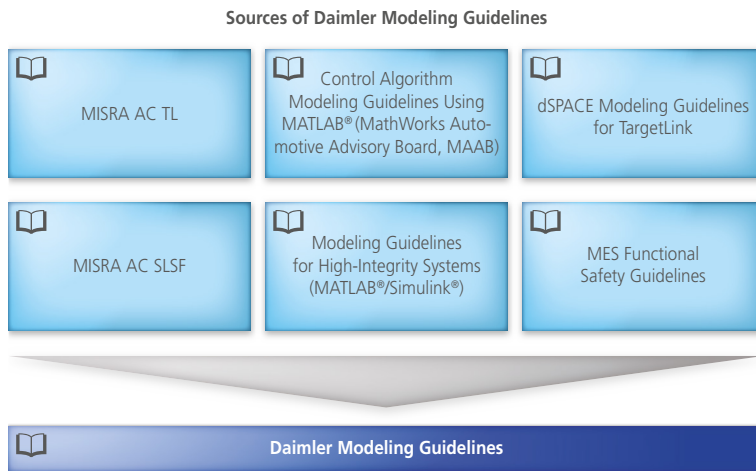 Sources of Daimler Modeling Guidelines
MISRA AC TL
Control Algorithm
Modeling Guidelines Using
MATLAB® (MathWorks Auto-
motive Advisory Board, MAAB)
dSPACE Modeling Guidelines
for TargetLink
MISRA AC SLSF
Modeling Guidelines
for High-Integrity Systems
(MATLAB®/Simulink®)
MES Functional
Safety Guidelines
Daimler Modeling Guidelines